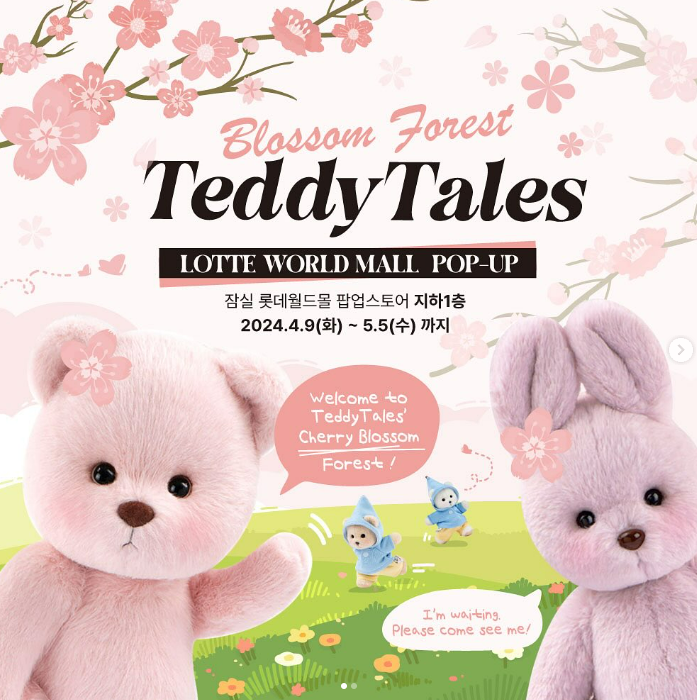 Blossom Forest
TeddyTales
LOTTE WORLD MALL POP-UP
잠실 롯데월드몰 팝업스토어 지하1층
2024.4.9(화) ~ 5.5(수) 까지
Welcome to
TeddyTales'
Cherry Blossom
Forest!
I'm waiting.
Please come see me!